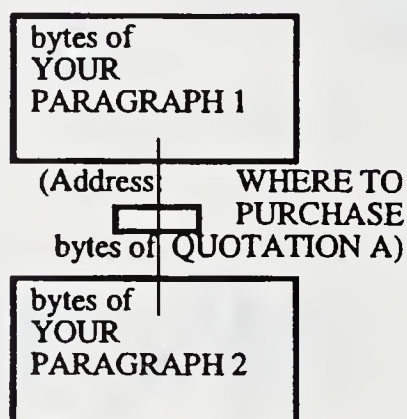 bytes of
YOUR
PARAGRAPH 1
(Address WHERE TO
PURCHASE
bytes of QUOTATION A)
bytes of
YOUR
PARAGRAPH 2